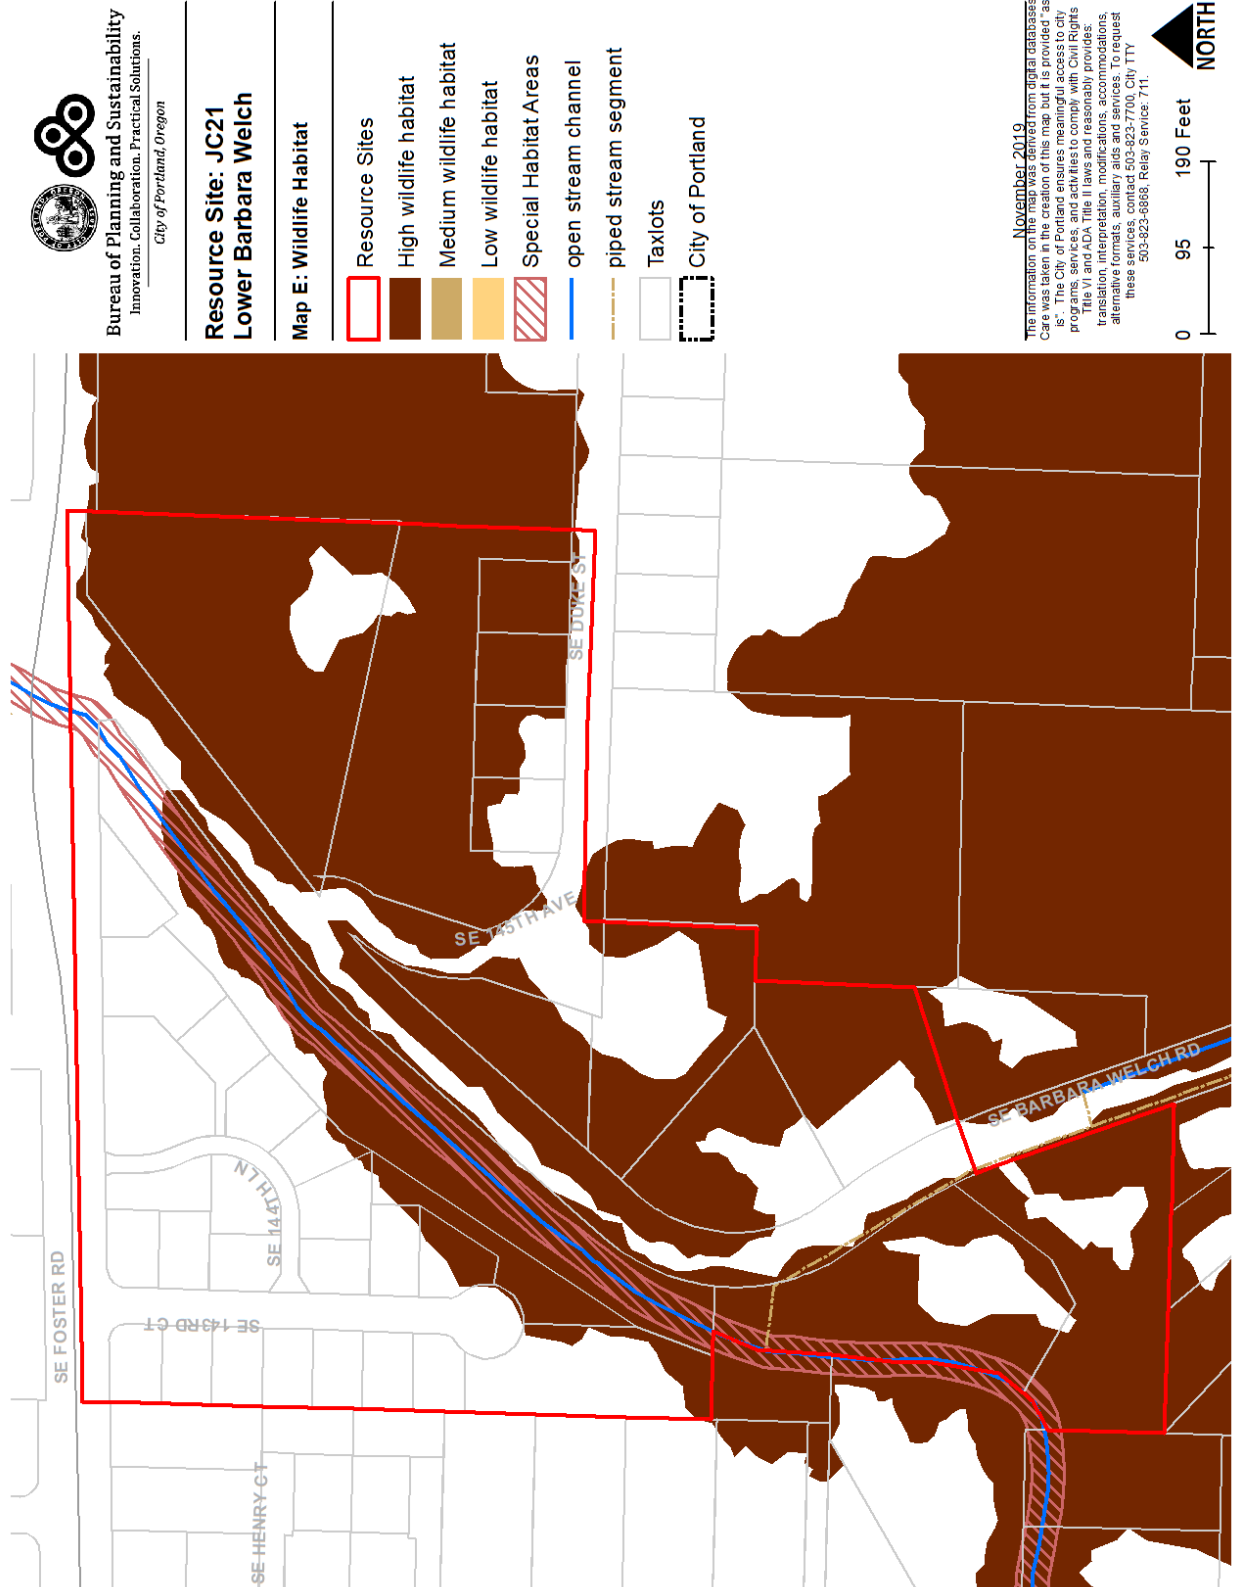 Bureau of Planning and Sustainability
Innovation. Collaboration. Practical Solutions.
City of Portland, Oregon
Resource Site: JC21
Lower Barbara Welch
Map E: Wildlife Habitat
Resource Sites
High wildlife habitat
Medium wildlife habitat
Low wildlife habitat
Special Habitat Areas
open stream channel
piped stream segment
Taxlots
City of Portland
November 2019
The information on the map was derived from digital databases
Care was taken in the creation of this map but it is provided "as
is". The City of Portland ensures meaningful access to city
programs, services, and activities to comply with Civil Rights
Title VI and ADA Title II laws and reasonably provides:
translation, interpretation, modifications, accommodations,
alternative formats, auxiliary aids and services. To request
these services, contact 503-823-7700, City TTY
503-823-6868, Relay Service: 711.
0 95 190 Feet
NORTH
SE FOSTER RD
SE HENRY CT
SE 143RD CT
SE 144TH LN
SE 145TH AVE
SE DUKE ST
SE BARBARA WELCH RD